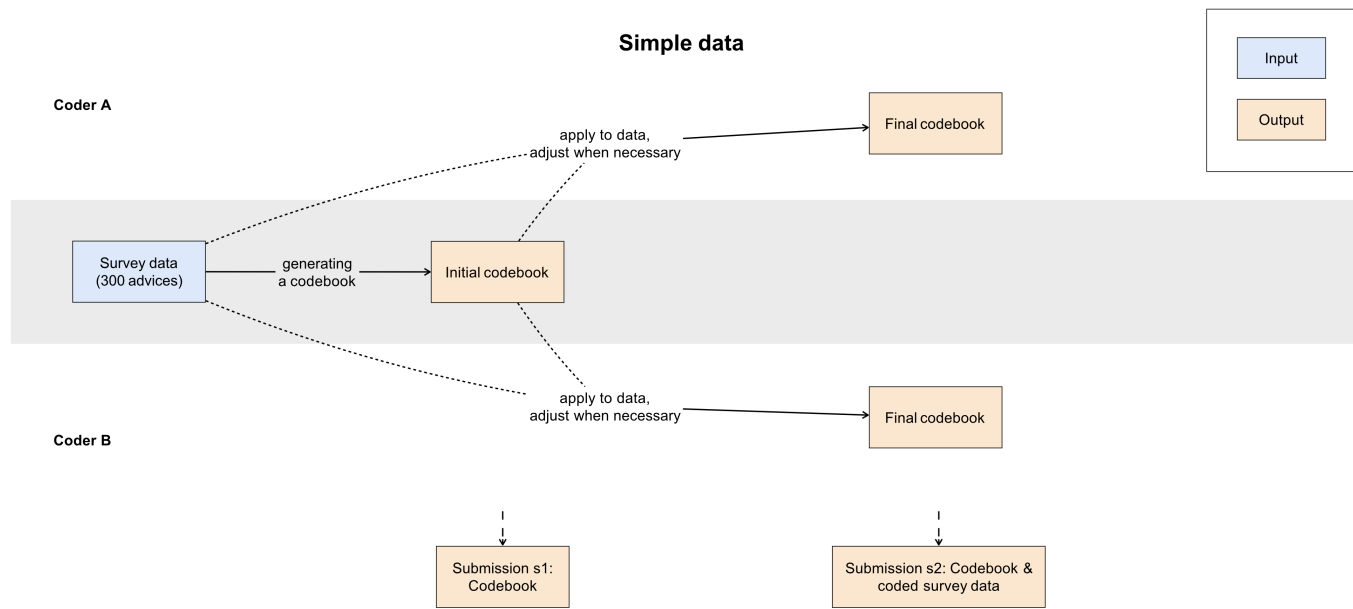 Simple data
Input
Output
Coder A
apply to data,
adjust when necessary
Final codebook
Survey data
(300 advices)
generating
a codebook
Initial codebook
apply to data,
adjust when necessary
Final codebook
Coder B
Submission s1:
Codebook
Submission s2: Codebook &
coded survey data